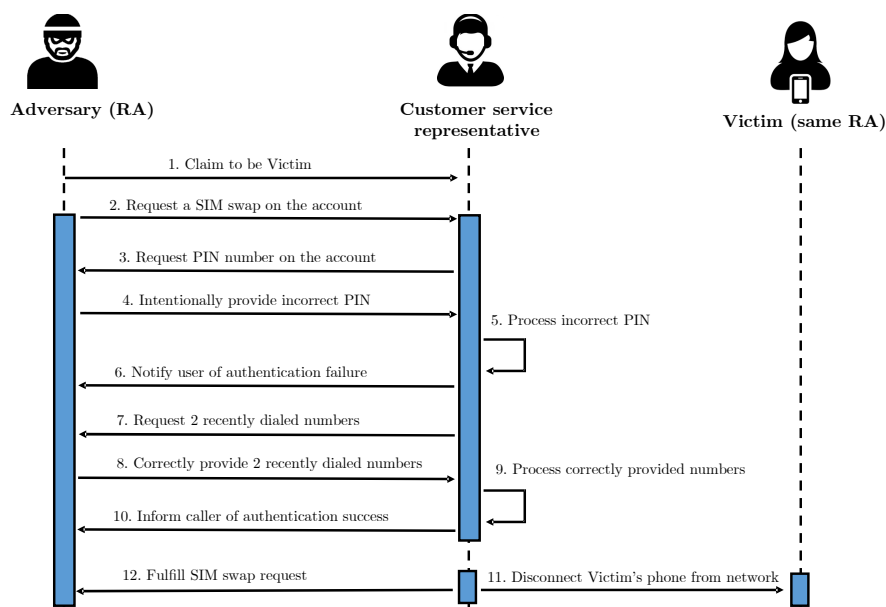 Adversary (RA)
Customer service
representative
Victim (same RA)
1. Claim to be Victim
2. Request a SIM swap on the account
3. Request PIN number on the account
4. Intentionally provide incorrect PIN
5. Process incorrect PIN
6. Notify user of authentication failure
7. Request 2 recently dialed numbers
8. Correctly provide 2 recently dialed numbers
9. Process correctly provided numbers
10. Inform caller of authentication success
11. Disconnect Victim's phone from network
12. Fulfill SIM swap request